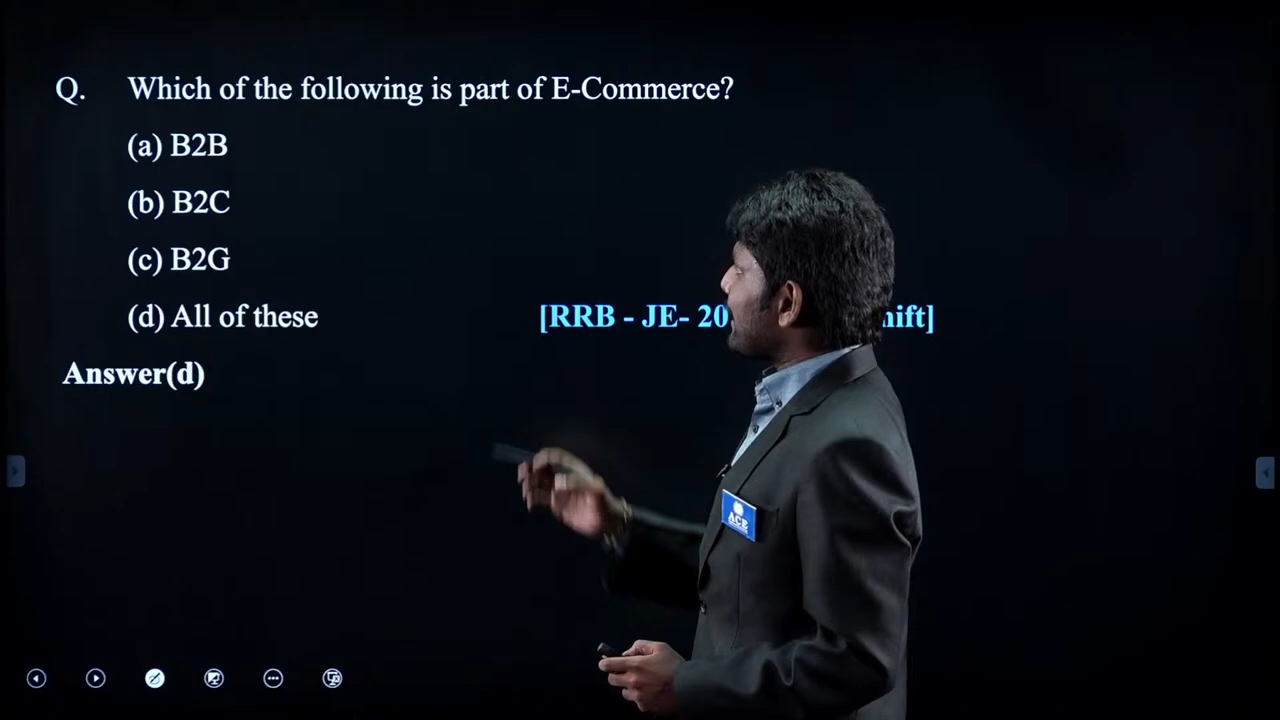 Q. Which of the following is part of E-Commerce?
(a) B2B
(b) B2C
(c) B2G
(d) All of these
[RRB - JE- 20 hift]
Answer(d)
ACE